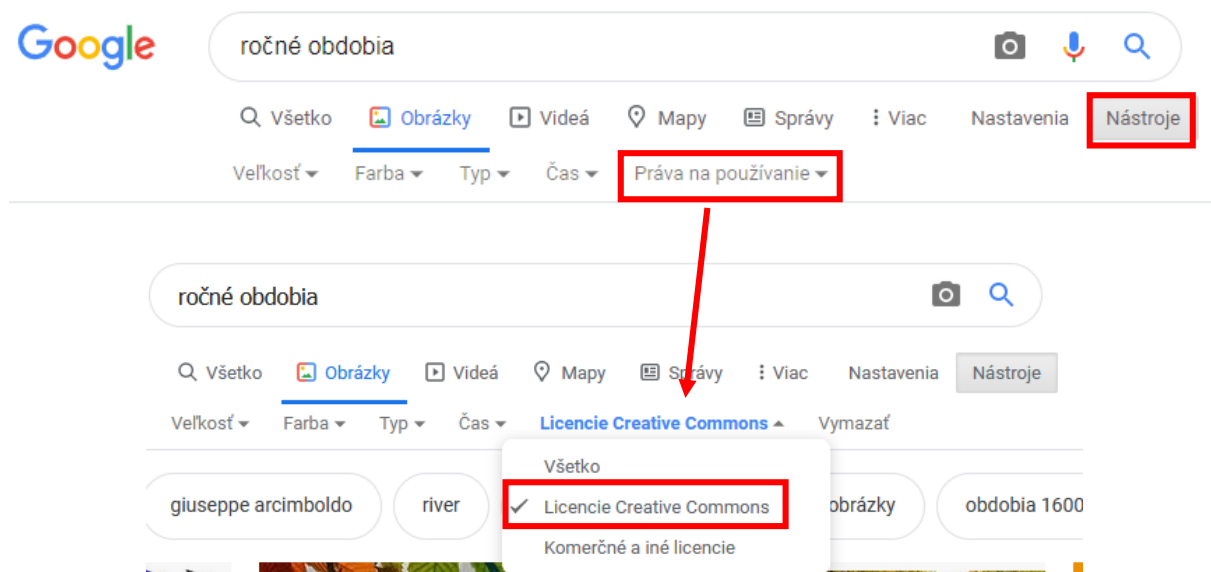 Google
ročné obdobia
Všetko Obrázky Videá Mapy Správy Viac Nastavenia Nástroje
Veľkosť Farba Typ Čas Práva na používanie
ročné obdobia
Všetko Obrázky Videá Mapy Správy Viac Nastavenia Nástroje
Veľkosť Farba Typ Čas Licencie Creative Commons Vymazať
Všetko
giuseppe arcimboldo river Licencie Creative Commons obrázky obdobia 1600
Komerčné a iné licencie